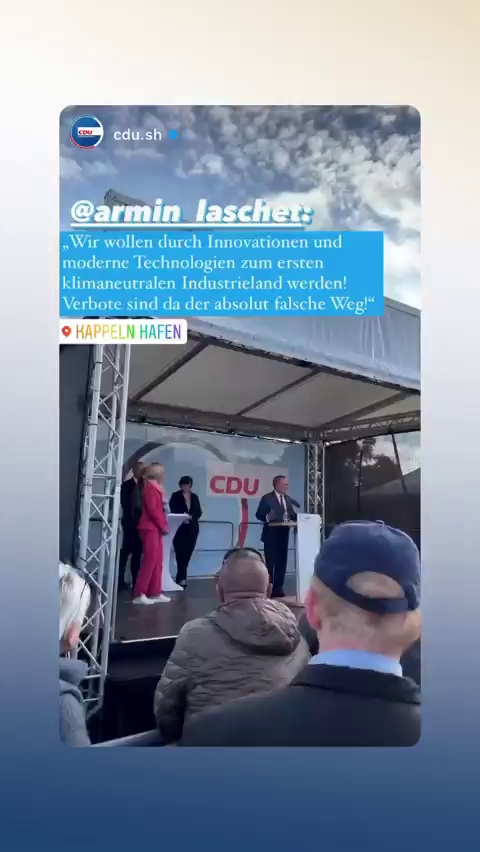 CDU
cdu.sh
@armin_laschet:
„Wir wollen durch Innovationen und
moderne Technologien zum ersten
klimaneutralen Industrieland werden!
Verbote sind da der absolut falsche Weg!“
KAPPELN HAFEN
CDU